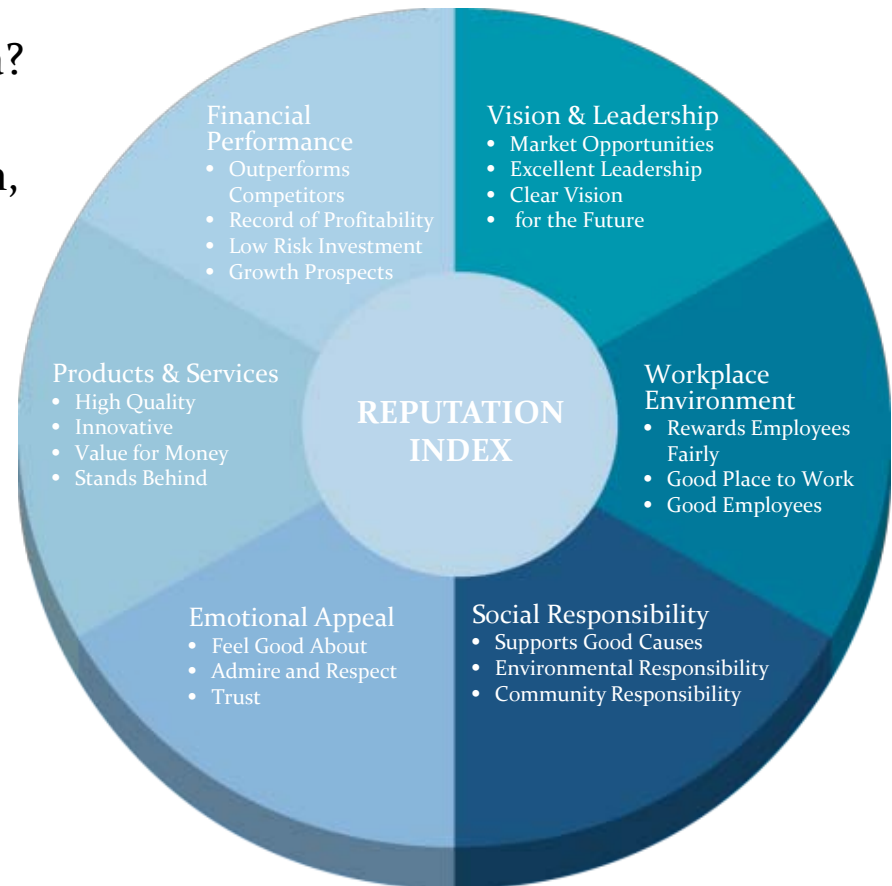 a?
n,
Financial
Performance
• Outperforms
Competitors
• Record of Profitability
• Low Risk Investment
• Growth Prospects
Vision & Leadership
• Market Opportunities
• Excellent Leadership
• Clear Vision
• for the Future
Products & Services
• High Quality
• Innovative
• Value for Money
• Stands Behind
REPUTATION
INDEX
Workplace
Environment
• Rewards Employees
Fairly
• Good Place to Work
• Good Employees
Emotional Appeal
• Feel Good About
• Admire and Respect
• Trust
Social Responsibility
• Supports Good Causes
• Environmental Responsibility
• Community Responsibility